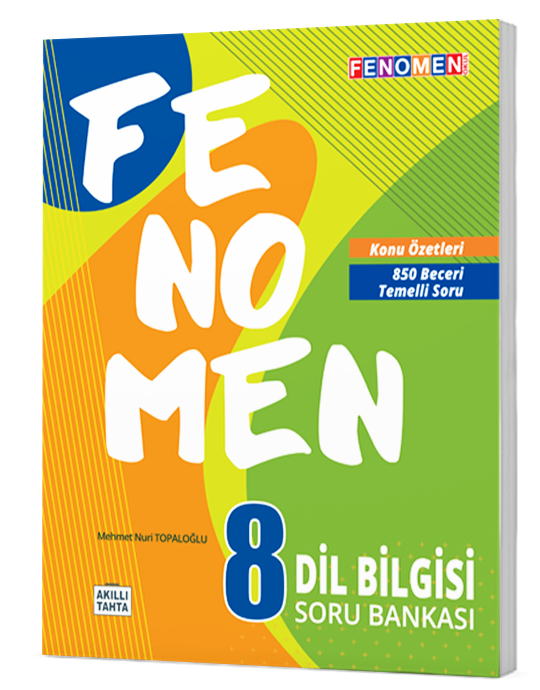 FENOMEN
Konu Özetleri
850 Beceri
Temelli Soru
FE
NO
MEN
Mehmet Nuri TOPALOĞLU
AKILLI
TAHTA
8 DİL BİLGİSİ
SORU BANKASI